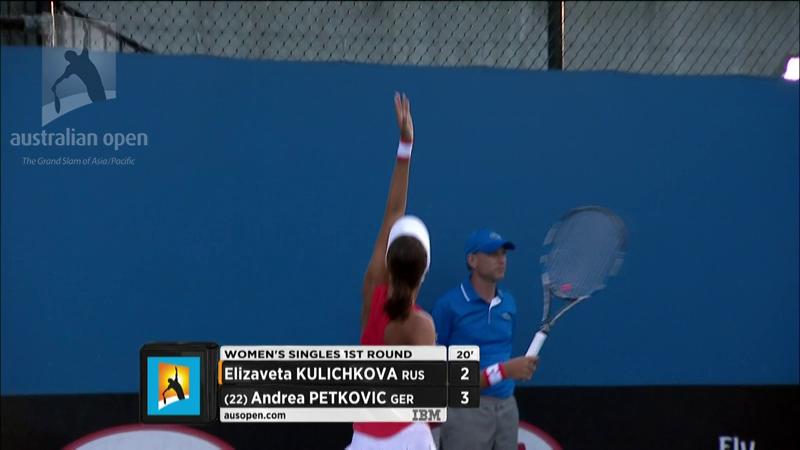 australian open
The Grand Slam of Asia/Pacific
WOMEN'S SINGLES 1ST ROUND 20'
Elizaveta KULICHKOVA RUS 2
(22) Andrea PETKOVIC GER 3
ausopen.com IBM
Fly